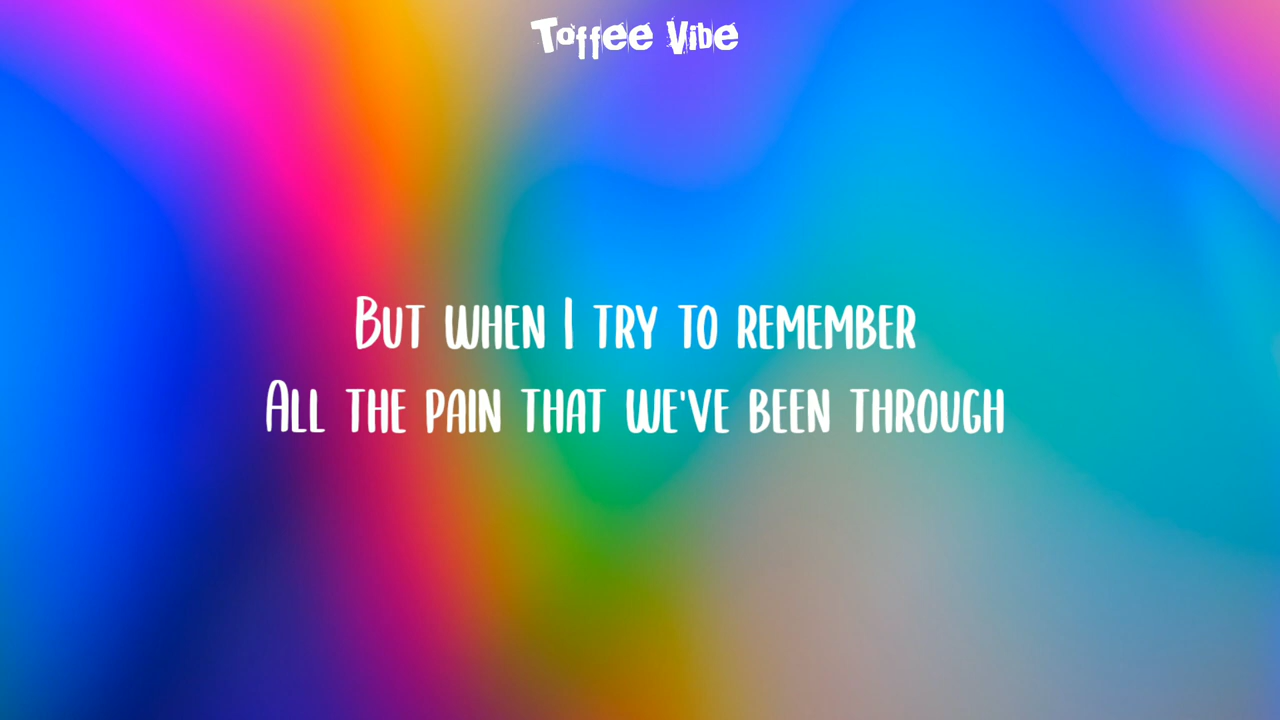 Toffee Vibe
But when I try to remember
All the pain that we've been through